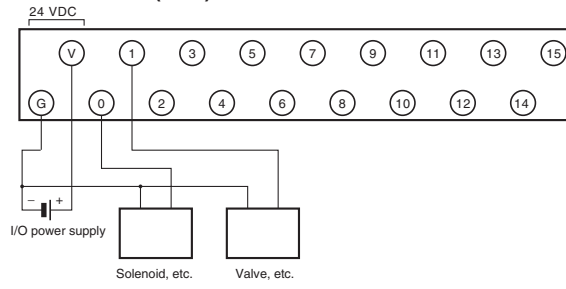 24 VDC
V 1 3 5 7 9 11 13 15
G 0 2 4 6 8 10 12 14
− +
I/O power supply
Solenoid, etc. Valve, etc.